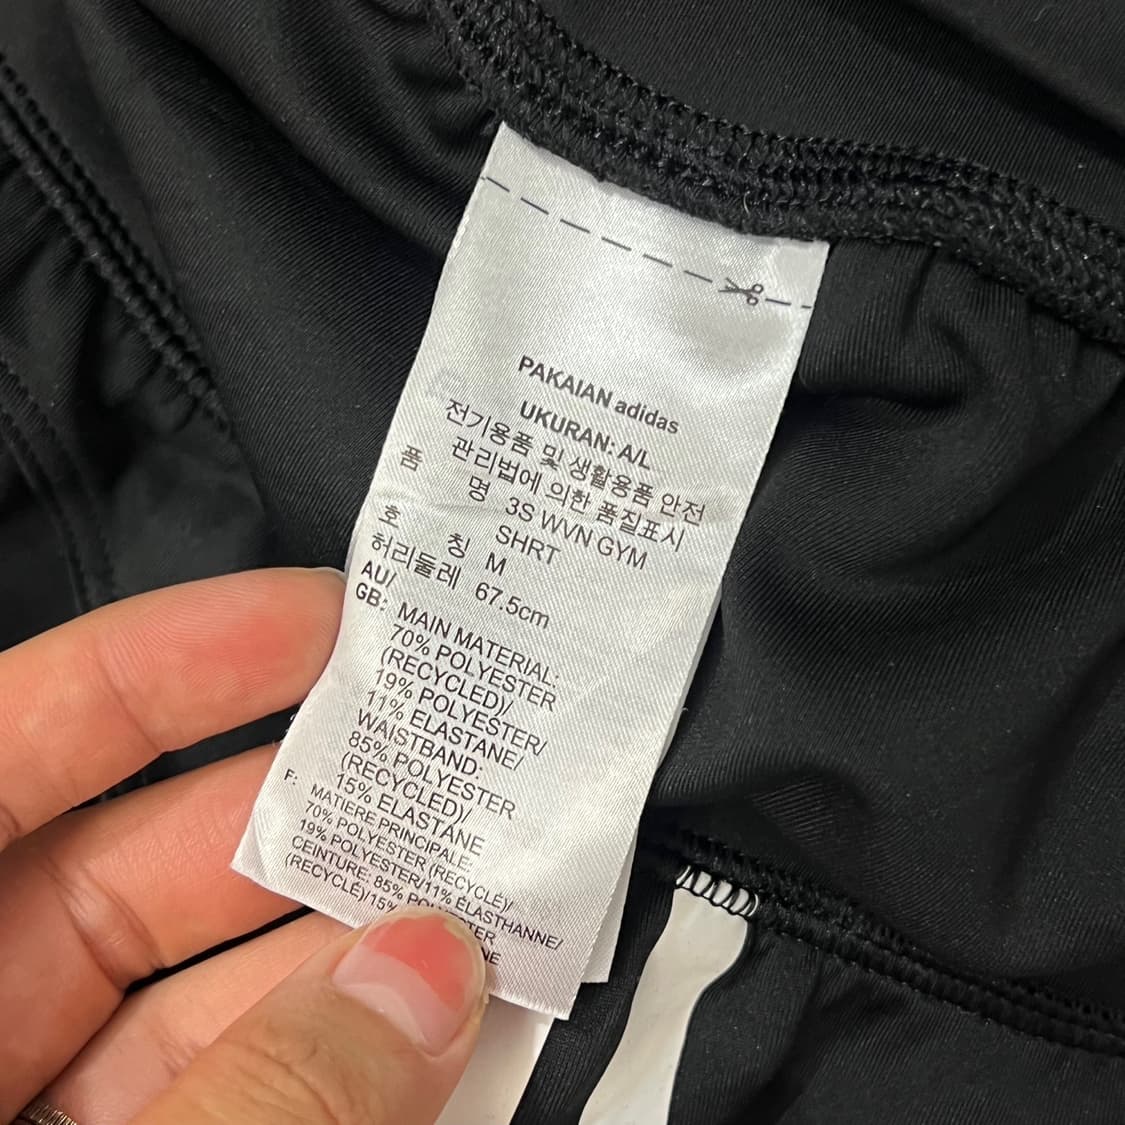 PAKAIAN adidas
UKURAN: A/L
전기용품 및 생활용품 안전
관리법에 의한 품질표시
품 명 3S WVN GYM
SHRT
호 칭 M
허리둘레 67.5cm
AU/
GB: MAIN MATERIAL:
70% POLYESTER
(RECYCLED)/
19% POLYESTER/
11% ELASTANE/
WAISTBAND:
85% POLYESTER
(RECYCLED)/
15% ELASTANE
F: MATIERE PRINCIPALE:
70% POLYESTER (RECYCLÉ)/
19% POLYESTER/11% ÉLASTHANNE/
CEINTURE: 85%
(RECYCLÉ)/15%